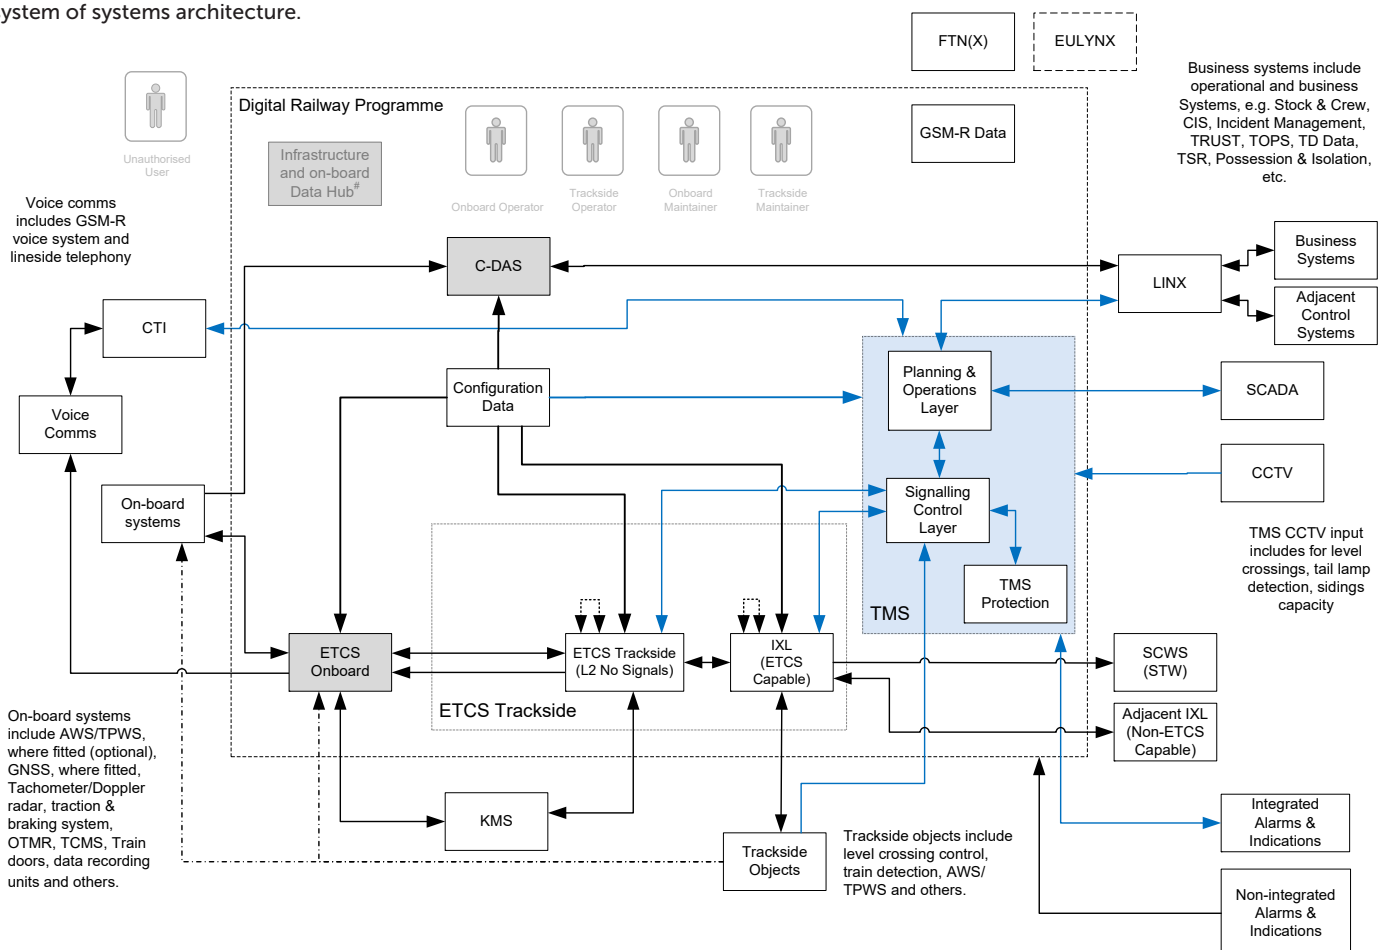 ystem of systems architecture.
FTN(X)
EULYNX
Business systems include
operational and business
Systems, e.g. Stock & Crew,
CIS, Incident Management,
TRUST, TOPS, TD Data,
TSR, Possession & Isolation,
etc.
Unauthorised
User
Digital Railway Programme
Infrastructure
and on-board
Data Hub#
Onboard Operator
Trackside
Operator
Onboard
Maintainer
Trackside
Maintainer
GSM-R Data
Voice comms
includes GSM-R
voice system and
lineside telephony
C-DAS
LINX
Business
Systems
Adjacent
Control
Systems
CTI
Configuration
Data
Planning &
Operations
Layer
SCADA
Voice
Comms
CCTV
On-board
systems
Signalling
Control
Layer
TMS CCTV input
includes for level
crossings, tail lamp
detection, sidings
capacity
TMS
Protection
TMS
ETCS
Onboard
ETCS Trackside
(L2 No Signals)
IXL
(ETCS
Capable)
SCWS
(STW)
ETCS Trackside
Adjacent IXL
(Non-ETCS
Capable)
On-board systems
include AWS/TPWS,
where fitted (optional),
GNSS, where fitted,
Tachometer/Doppler
radar, traction &
braking system,
OTMR, TCMS, Train
doors, data recording
units and others.
KMS
Trackside
Objects
Trackside objects include
level crossing control,
train detection, AWS/
TPWS and others.
Integrated
Alarms &
Indications
Non-integrated
Alarms &
Indications